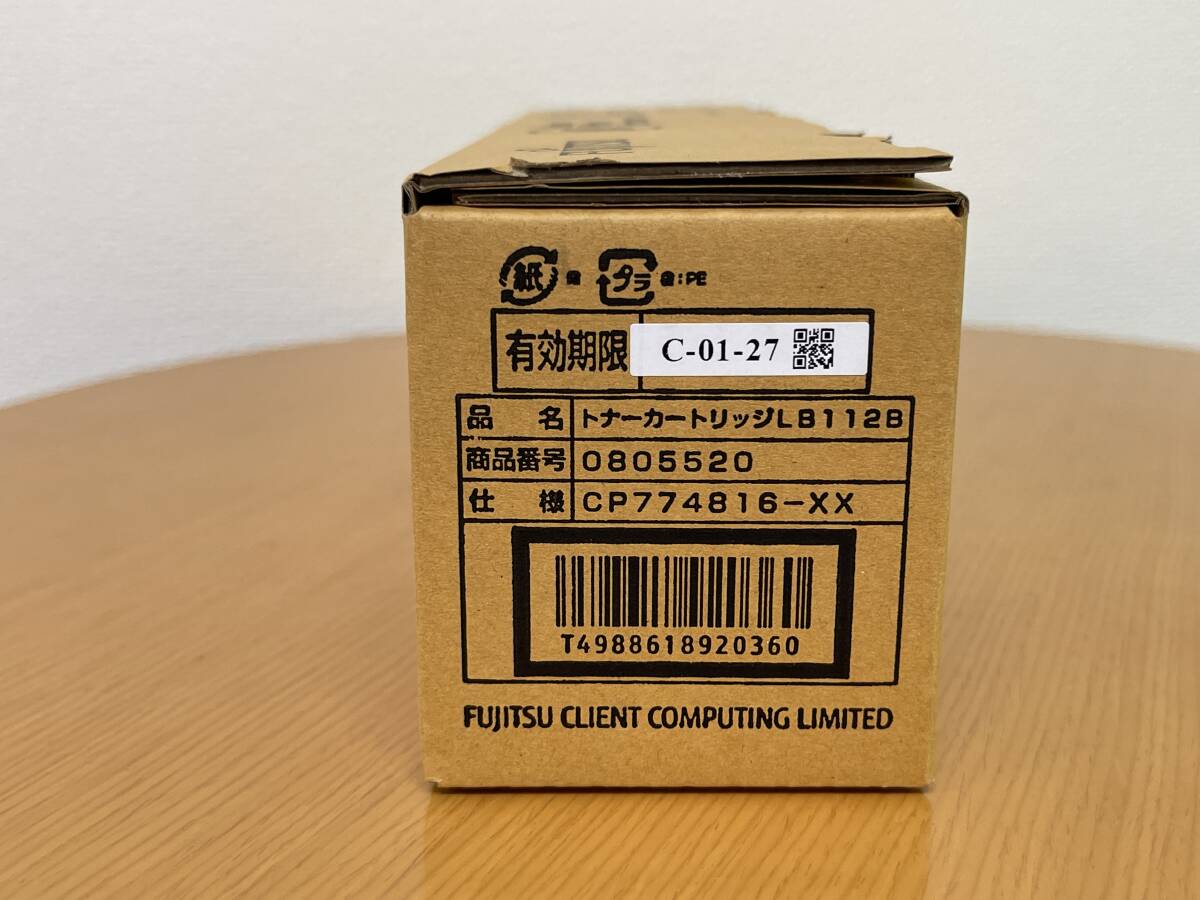 紙 プラ :PE
有効期限 C-01-27
品 名 トナーカートリッジLB112B
商品番号 0805520
仕 様 CP774816-XX
T4988618920360
FUJITSU CLIENT COMPUTING LIMITED